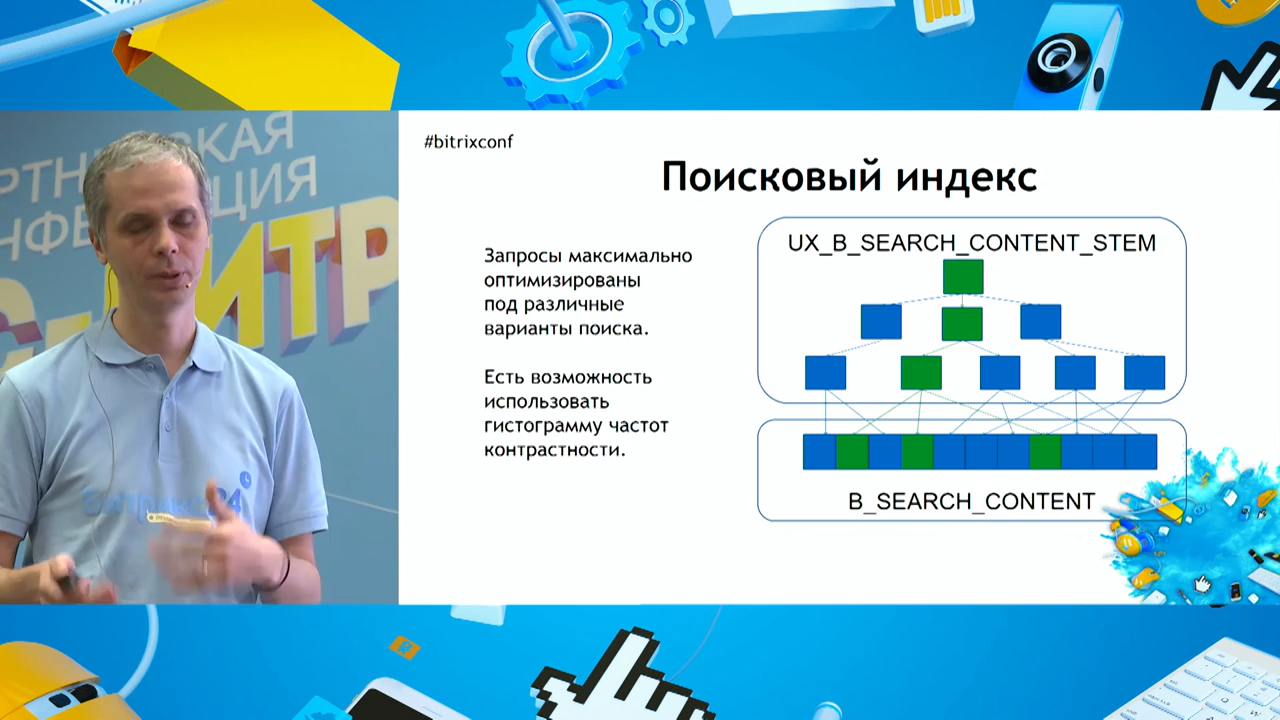 #bitrixconf
Поисковый индекс
Запросы максимально
оптимизированы
под различные
варианты поиска.
Есть возможность
использовать
гистограмму частот
контрастности.
UX_B_SEARCH_CONTENT_STEM
B_SEARCH_CONTENT